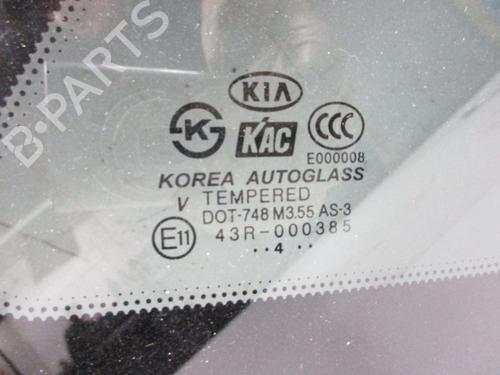 B-PARTS
KIA
K KAC CCC
E000008
KOREA AUTOGLASS
V TEMPERED
DOT-748 M3.55 AS-3
E11 43R-000385
..4..